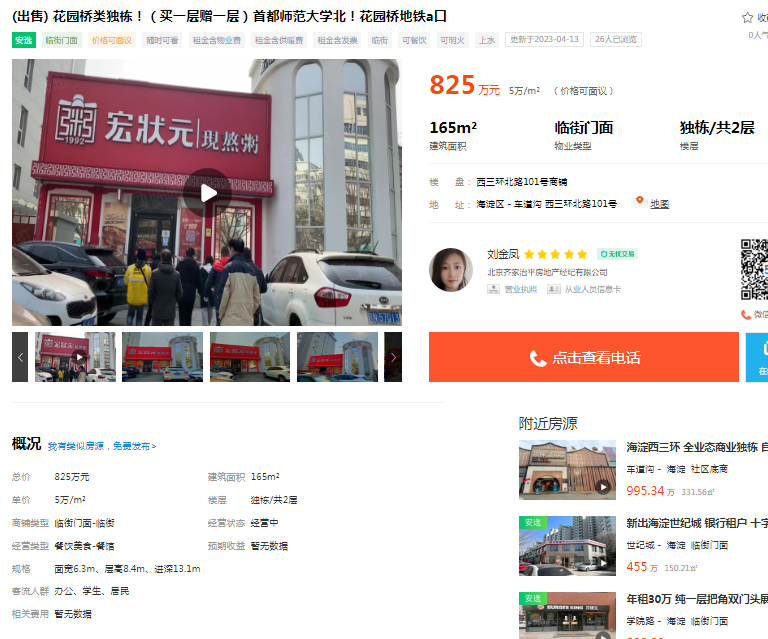 (出售) 花园桥类独栋！（买一层赠一层）首都师范大学北！花园桥地铁a口
收
安选 临街门面 价格可面议 随时可看 租金含物业费 租金含供暖费 租金含发票 临街 可餐饮 可明火 上水 更新于2023-04-13 26人已浏览
0人气
宏狀元 現熬粥
1992
825万元 5万/m² （价格可面议）
165m² 临街门面 独栋/共2层
建筑面积 物业类型 楼层
楼 盘： 西三环北路101号商铺
地 址： 海淀区 - 车道沟 西三环北路101号 地图
刘金凤 无忧交易
北京齐家治平房地产经纪有限公司
营业执照 从业人员信息卡
微信
点击查看电话
在
概况 我有类似房源，免费发布>
总价 825万元 建筑面积 165m²
单价 5万/m² 楼层 独栋/共2层
商铺类型 临街门面-临街 经营状态 经营中
经营类型 餐饮美食-餐馆 预期收益 暂无数据
规格 面宽6.3m、层高8.4m、进深13.1m
客流人群 办公、学生、居民
相关费用 暂无数据
附近房源
海淀西三环 全业态商业独栋 自
车道沟 - 海淀 社区底商
995.34万 331.56㎡
安选
新出海淀世纪城 银行租户 十字
世纪城 - 海淀 临街门面
455万 150.21㎡
安选
BURGER KING
年租30万 纯一层把角双门头展
学院路 - 海淀 临街门面